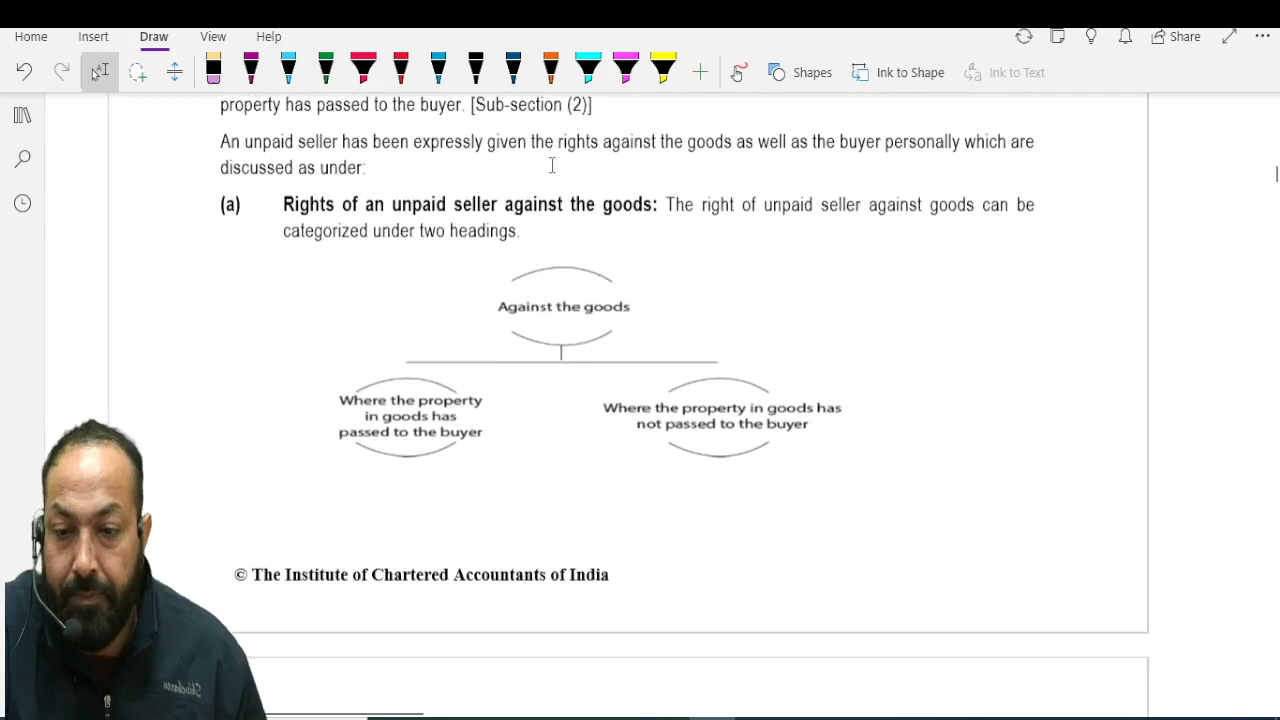 Home Insert Draw View Help Share
Shapes Ink to Shape Ink to Text
property has passed to the buyer. [Sub-section (2)]
An unpaid seller has been expressly given the rights against the goods as well as the buyer personally which are
discussed as under:
(a) Rights of an unpaid seller against the goods: The right of unpaid seller against goods can be
categorized under two headings.
Against the goods
Where the property
in goods has
passed to the buyer
Where the property in goods has
not passed to the buyer
© The Institute of Chartered Accountants of India